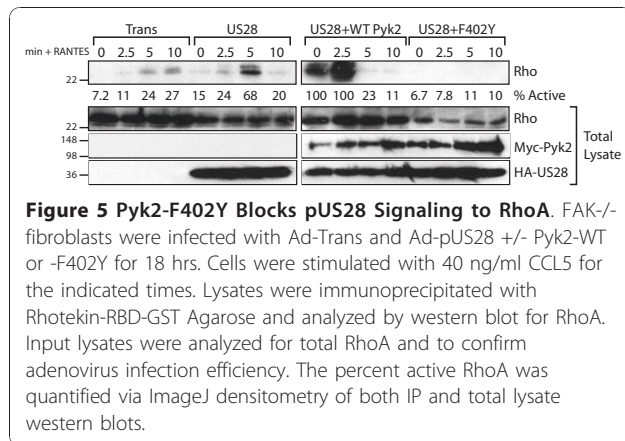 Trans US28 US28+WT Pyk2 US28+F402Y
min + RANTES 0 2.5 5 10 0 2.5 5 10 0 2.5 5 10 0 2.5 5 10
22 Rho
7.2 11 24 27 15 24 68 20 100 100 23 11 6.7 7.8 11 10 % Active
22 Rho
148
98 Myc-Pyk2
36 HA-US28
Total
Lysate
Figure 5 Pyk2-F402Y Blocks pUS28 Signaling to RhoA. FAK-/-
fibroblasts were infected with Ad-Trans and Ad-pUS28 +/- Pyk2-WT
or -F402Y for 18 hrs. Cells were stimulated with 40 ng/ml CCL5 for
the indicated times. Lysates were immunoprecipitated with
Rhotekin-RBD-GST Agarose and analyzed by western blot for RhoA.
Input lysates were analyzed for total RhoA and to confirm
adenovirus infection efficiency. The percent active RhoA was
quantified via ImageJ densitometry of both IP and total lysate
western blots.